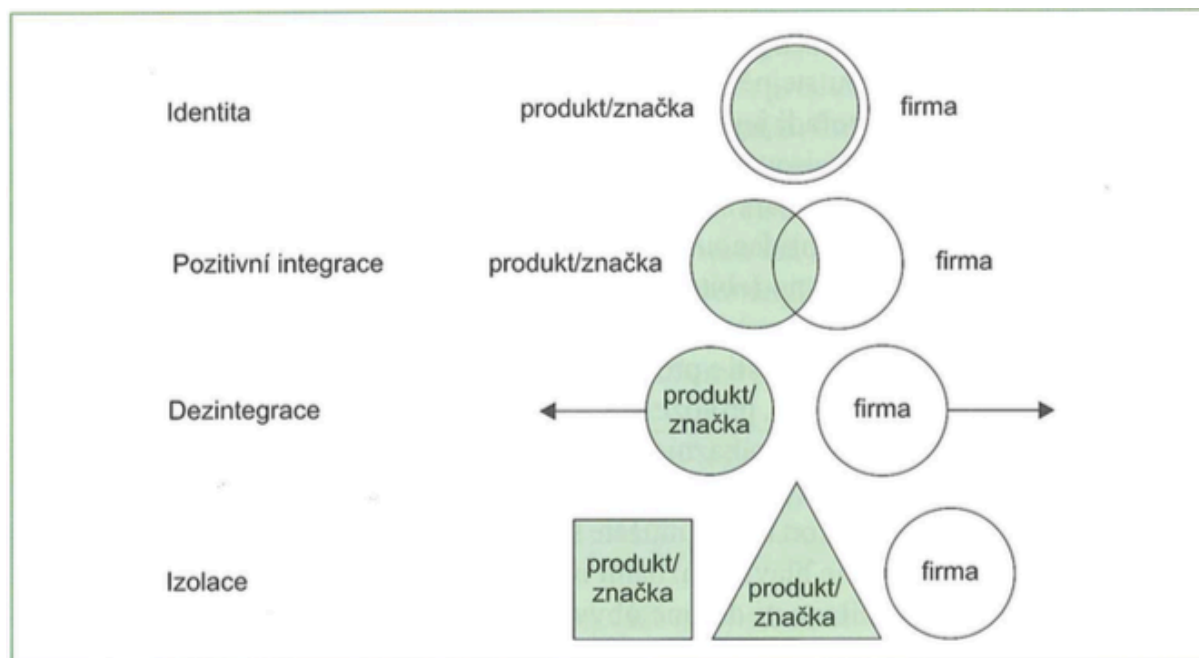 Identita
produkt/značka
firma
Pozitivní integrace
produkt/značka
firma
Dezintegrace
produkt/
značka
firma
Izolace
produkt/
značka
produkt/
značka
firma